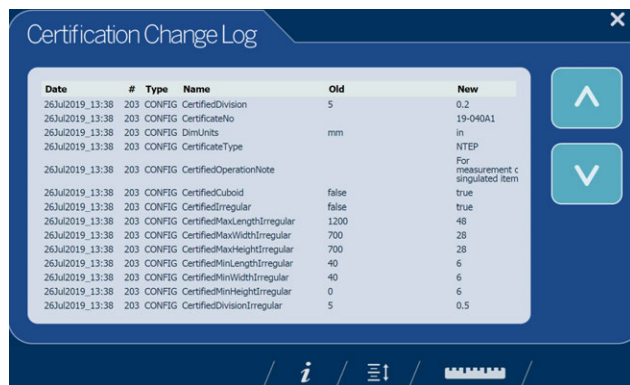 Certification Change Log
Date # Type Name Old New
26Jul2019_13:38 203 CONFIG CertifiedDivision 5 0.2
26Jul2019_13:38 203 CONFIG CertificateNo 19-040A1
26Jul2019_13:38 203 CONFIG DimUnits mm in
26Jul2019_13:38 203 CONFIG CertificateType NTEP
26Jul2019_13:38 203 CONFIG CertifiedOperationNote For
measurement c
singulated item
26Jul2019_13:38 203 CONFIG CertifiedCuboid false true
26Jul2019_13:38 203 CONFIG CertifiedIrregular false true
26Jul2019_13:38 203 CONFIG CertifiedMaxLengthIrregular 1200 48
26Jul2019_13:38 203 CONFIG CertifiedMaxWidthIrregular 700 28
26Jul2019_13:38 203 CONFIG CertifiedMaxHeightIrregular 700 28
26Jul2019_13:38 203 CONFIG CertifiedMinLengthIrregular 40 6
26Jul2019_13:38 203 CONFIG CertifiedMinWidthIrregular 40 6
26Jul2019_13:38 203 CONFIG CertifiedMinHeightIrregular 0 6
26Jul2019_13:38 203 CONFIG CertifiedDivisionIrregular 5 0.5